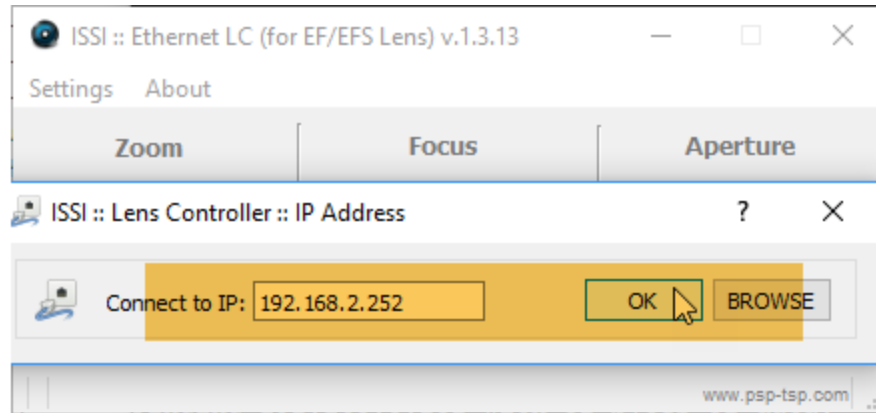 ISSI :: Ethernet LC (for EF/EFS Lens) v.1.3.13
Settings About
Zoom Focus Aperture
ISSI :: Lens Controller :: IP Address ?
Connect to IP: 192.168.2.252 OK BROWSE
www.psp-tsp.com